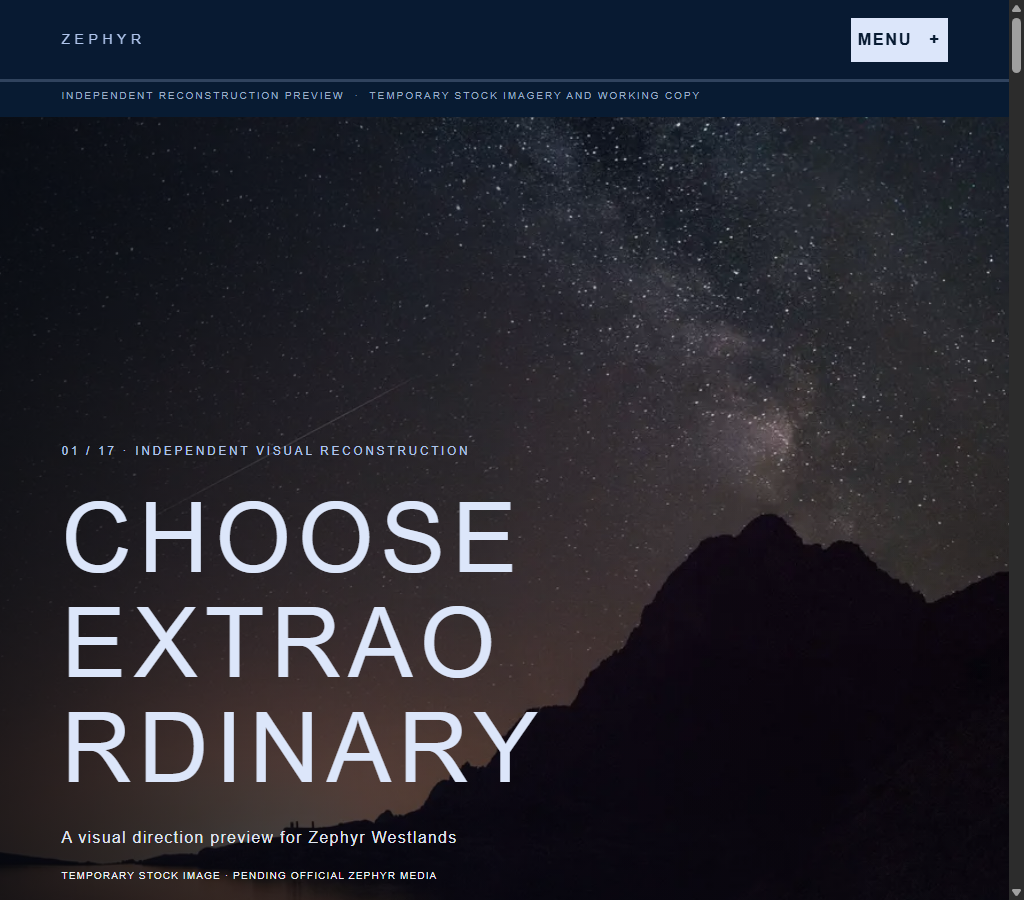 ZEPHYR
MENU +
INDEPENDENT RECONSTRUCTION PREVIEW · TEMPORARY STOCK IMAGERY AND WORKING COPY
01 / 17 · INDEPENDENT VISUAL RECONSTRUCTION
CHOOSE
EXTRAO
RDINARY
A visual direction preview for Zephyr Westlands
TEMPORARY STOCK IMAGE · PENDING OFFICIAL ZEPHYR MEDIA